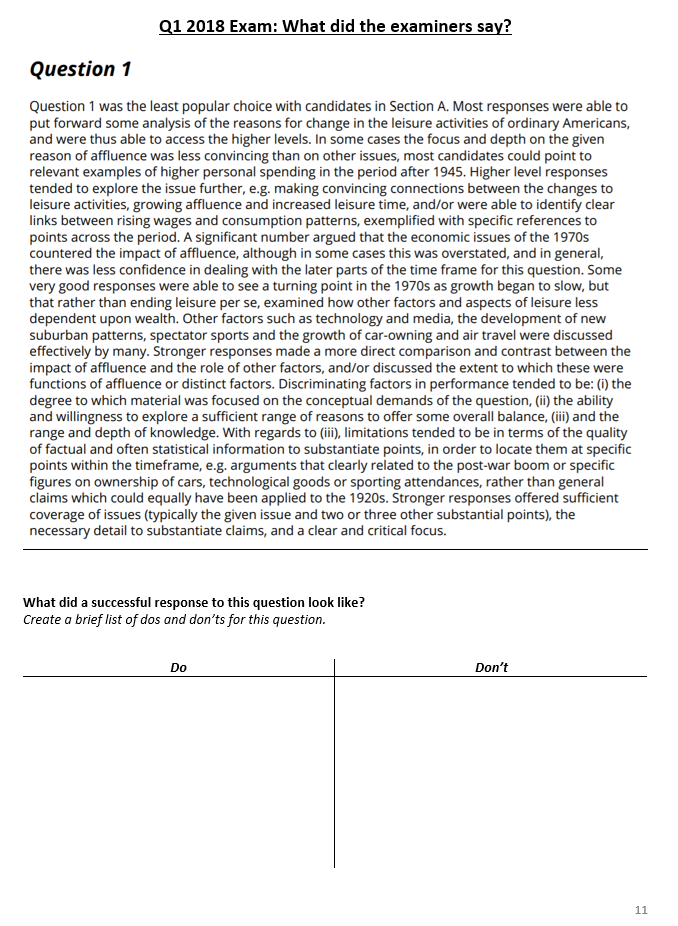 Q1 2018 Exam: What did the examiners say?
Question 1
Question 1 was the least popular choice with candidates in Section A. Most responses were able to
put forward some analysis of the reasons for change in the leisure activities of ordinary Americans,
and were thus able to access the higher levels. In some cases the focus and depth on the given
reason of affluence was less convincing than on other issues, most candidates could point to
relevant examples of higher personal spending in the period after 1945. Higher level responses
tended to explore the issue further, e.g. making convincing connections between the changes to
leisure activities, growing affluence and increased leisure time, and/or were able to identify clear
links between rising wages and consumption patterns, exemplified with specific references to
points across the period. A significant number argued that the economic issues of the 1970s
countered the impact of affluence, although in some cases this was overstated, and in general,
there was less confidence in dealing with the later parts of the time frame for this question. Some
very good responses were able to see a turning point in the 1970s as growth began to slow, but
that rather than ending leisure per se, examined how other factors and aspects of leisure less
dependent upon wealth. Other factors such as technology and media, the development of new
suburban patterns, spectator sports and the growth of car-owning and air travel were discussed
effectively by many. Stronger responses made a more direct comparison and contrast between the
impact of affluence and the role of other factors, and/or discussed the extent to which these were
functions of affluence or distinct factors. Discriminating factors in performance tended to be: (i) the
degree to which material was focused on the conceptual demands of the question, (ii) the ability
and willingness to explore a sufficient range of reasons to offer some overall balance, (iii) and the
range and depth of knowledge. With regards to (iii), limitations tended to be in terms of the quality
of factual and often statistical information to substantiate points, in order to locate them at specific
points within the timeframe, e.g. arguments that clearly related to the post-war boom or specific
figures on ownership of cars, technological goods or sporting attendances, rather than general
claims which could equally have been applied to the 1920s. Stronger responses offered sufficient
coverage of issues (typically the given issue and two or three other substantial points), the
necessary detail to substantiate claims, and a clear and critical focus.
What did a successful response to this question look like?
Create a brief list of dos and don'ts for this question.
Do
Don't
11